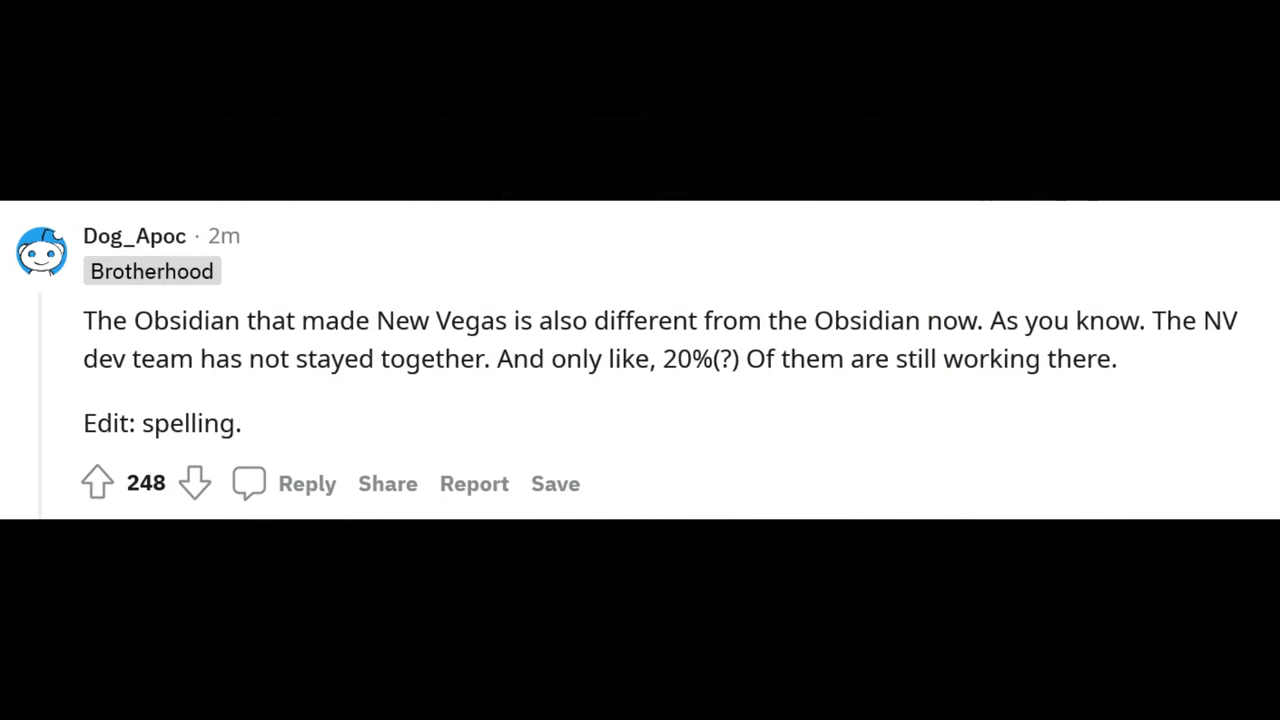 Dog_Apoc · 2m
Brotherhood
The Obsidian that made New Vegas is also different from the Obsidian now. As you know. The NV
dev team has not stayed together. And only like, 20%(?) Of them are still working there.
Edit: spelling.
248 Reply Share Report Save